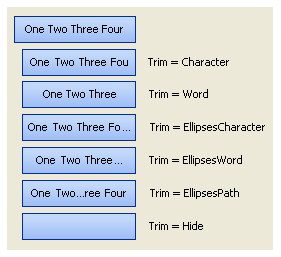 One Two Three Four
One Two Three Fou Trim = Character
One Two Three Trim = Word
One Two Three Fo... Trim = EllipsesCharacter
One Two Three... Trim = EllipsesWord
One Two...ree Four Trim = EllipsesPath
Trim = Hide